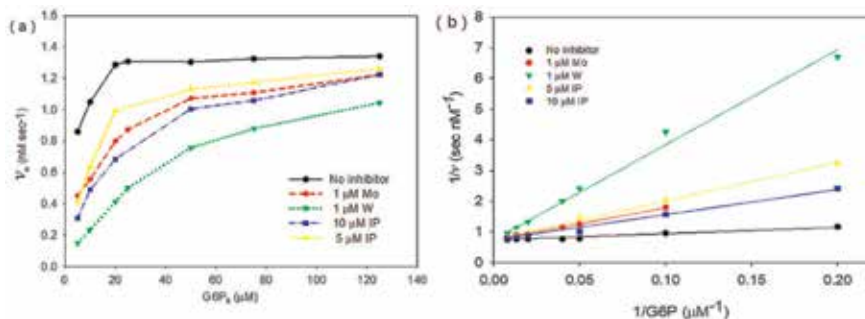 (a)
1.6
1.4
1.2
1.0
0.8
0.6
0.4
0.2
0.0
(nM sec-1)
0 20 40 60 80 100 120 140
No inhibitor
1 µM Mo
1 µM W
10 µM IP
5 µM IP
(b)
8
7
6
5
4
3
2
1
0
1/v (sec nM⁻¹)
No inhibitor
1 µM Mo
1 µM W
5 µM IP
10 µM IP
0.00 0.05 0.10 0.15 0.20
1/G6P (µM⁻¹)